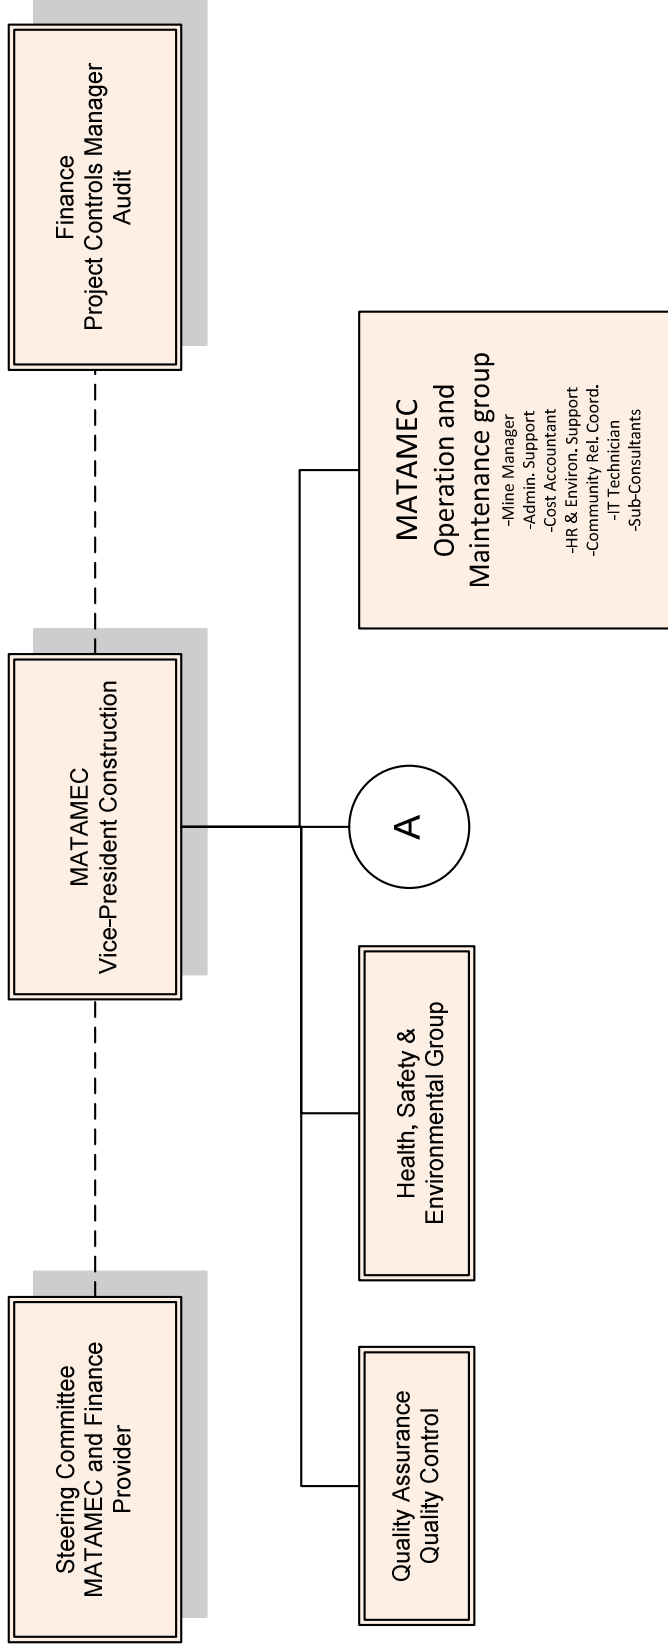 Steering Committee
MATAMEC and Finance
Provider
MATAMEC
Vice-President Construction
Finance
Project Controls Manager
Audit
Quality Assurance
Quality Control
Health, Safety &
Environmental Group
A
MATAMEC
Operation and
Maintenance group
-Mine Manager
-Admin. Support
-Cost Accountant
-HR & Environ. Support
-Community Rel. Coord.
-IT Technician
-Sub-Consultants